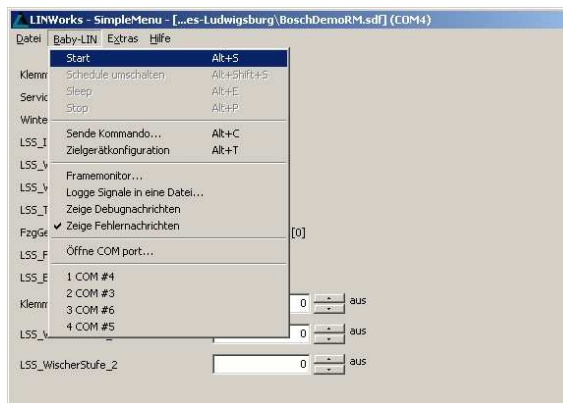 LINWorks - SimpleMenu - [...es-Ludwigsburg\BoschDemoRM.sdf] (COM4)
Datei Baby-LIN Extras Hilfe
Start Alt+S
Schedule umschalten Alt+Shift+S
Sleep Alt+E
Stop Alt+P
Sende Kommando... Alt+C
Zielgerätkonfiguration Alt+T
Framemonitor...
Logge Signale in eine Datei...
Zeige Debugnachrichten
Zeige Fehlernachrichten
Öffne COM port...
1 COM #4
2 COM #3
3 COM #6
4 COM #5
Klemm
Servic
Winte
LSS_I
LSS_V
LSS_V
LSS_T
FzgGe [0]
LSS_F
LSS_E
Klemm 0 aus
LSS_V 0 aus
LSS_WischerStufe_2 0 aus